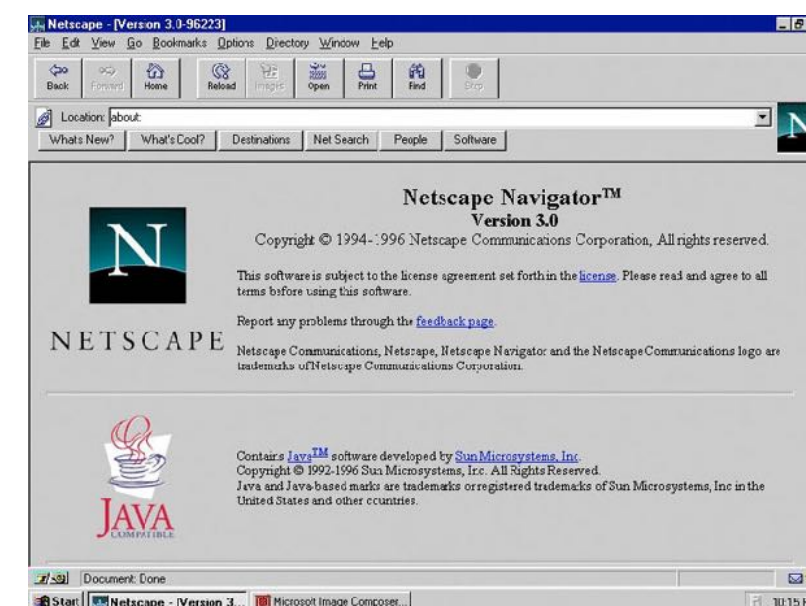 Netscape - [Version 3.0-96223]
File Edit View Go Bookmarks Options Directory Window Help
Back Forward Home Reload Images Open Print Find Stop
Location: about:
What's New? What's Cool? Destinations Net Search People Software
N
Netscape Navigator™
Version 3.0
Copyright © 1994-1996 Netscape Communications Corporation, All rights reserved.
N
This software is subject to the license agreement set forth in the license. Please read and agree to all
terms before using this software.
Report any problems through the feedback page.
NETSCAPE
Netscape Communications, Netscape, Netscape Navigator and the Netscape Communications logo are
trademarks of Netscape Communications Corporation.
Contains Java™ software developed by Sun Microsystems, Inc.
Copyright © 1992-1996 Sun Microsystems, Inc. All Rights Reserved.
Java and Java-based marks are trademarks or registered trademarks of Sun Microsystems, Inc in the
United States and other countries.
JAVA
COMPATIBLE
Document: Done
Start Netscape - [Version 3... Microsoft Image Composer... 10:15